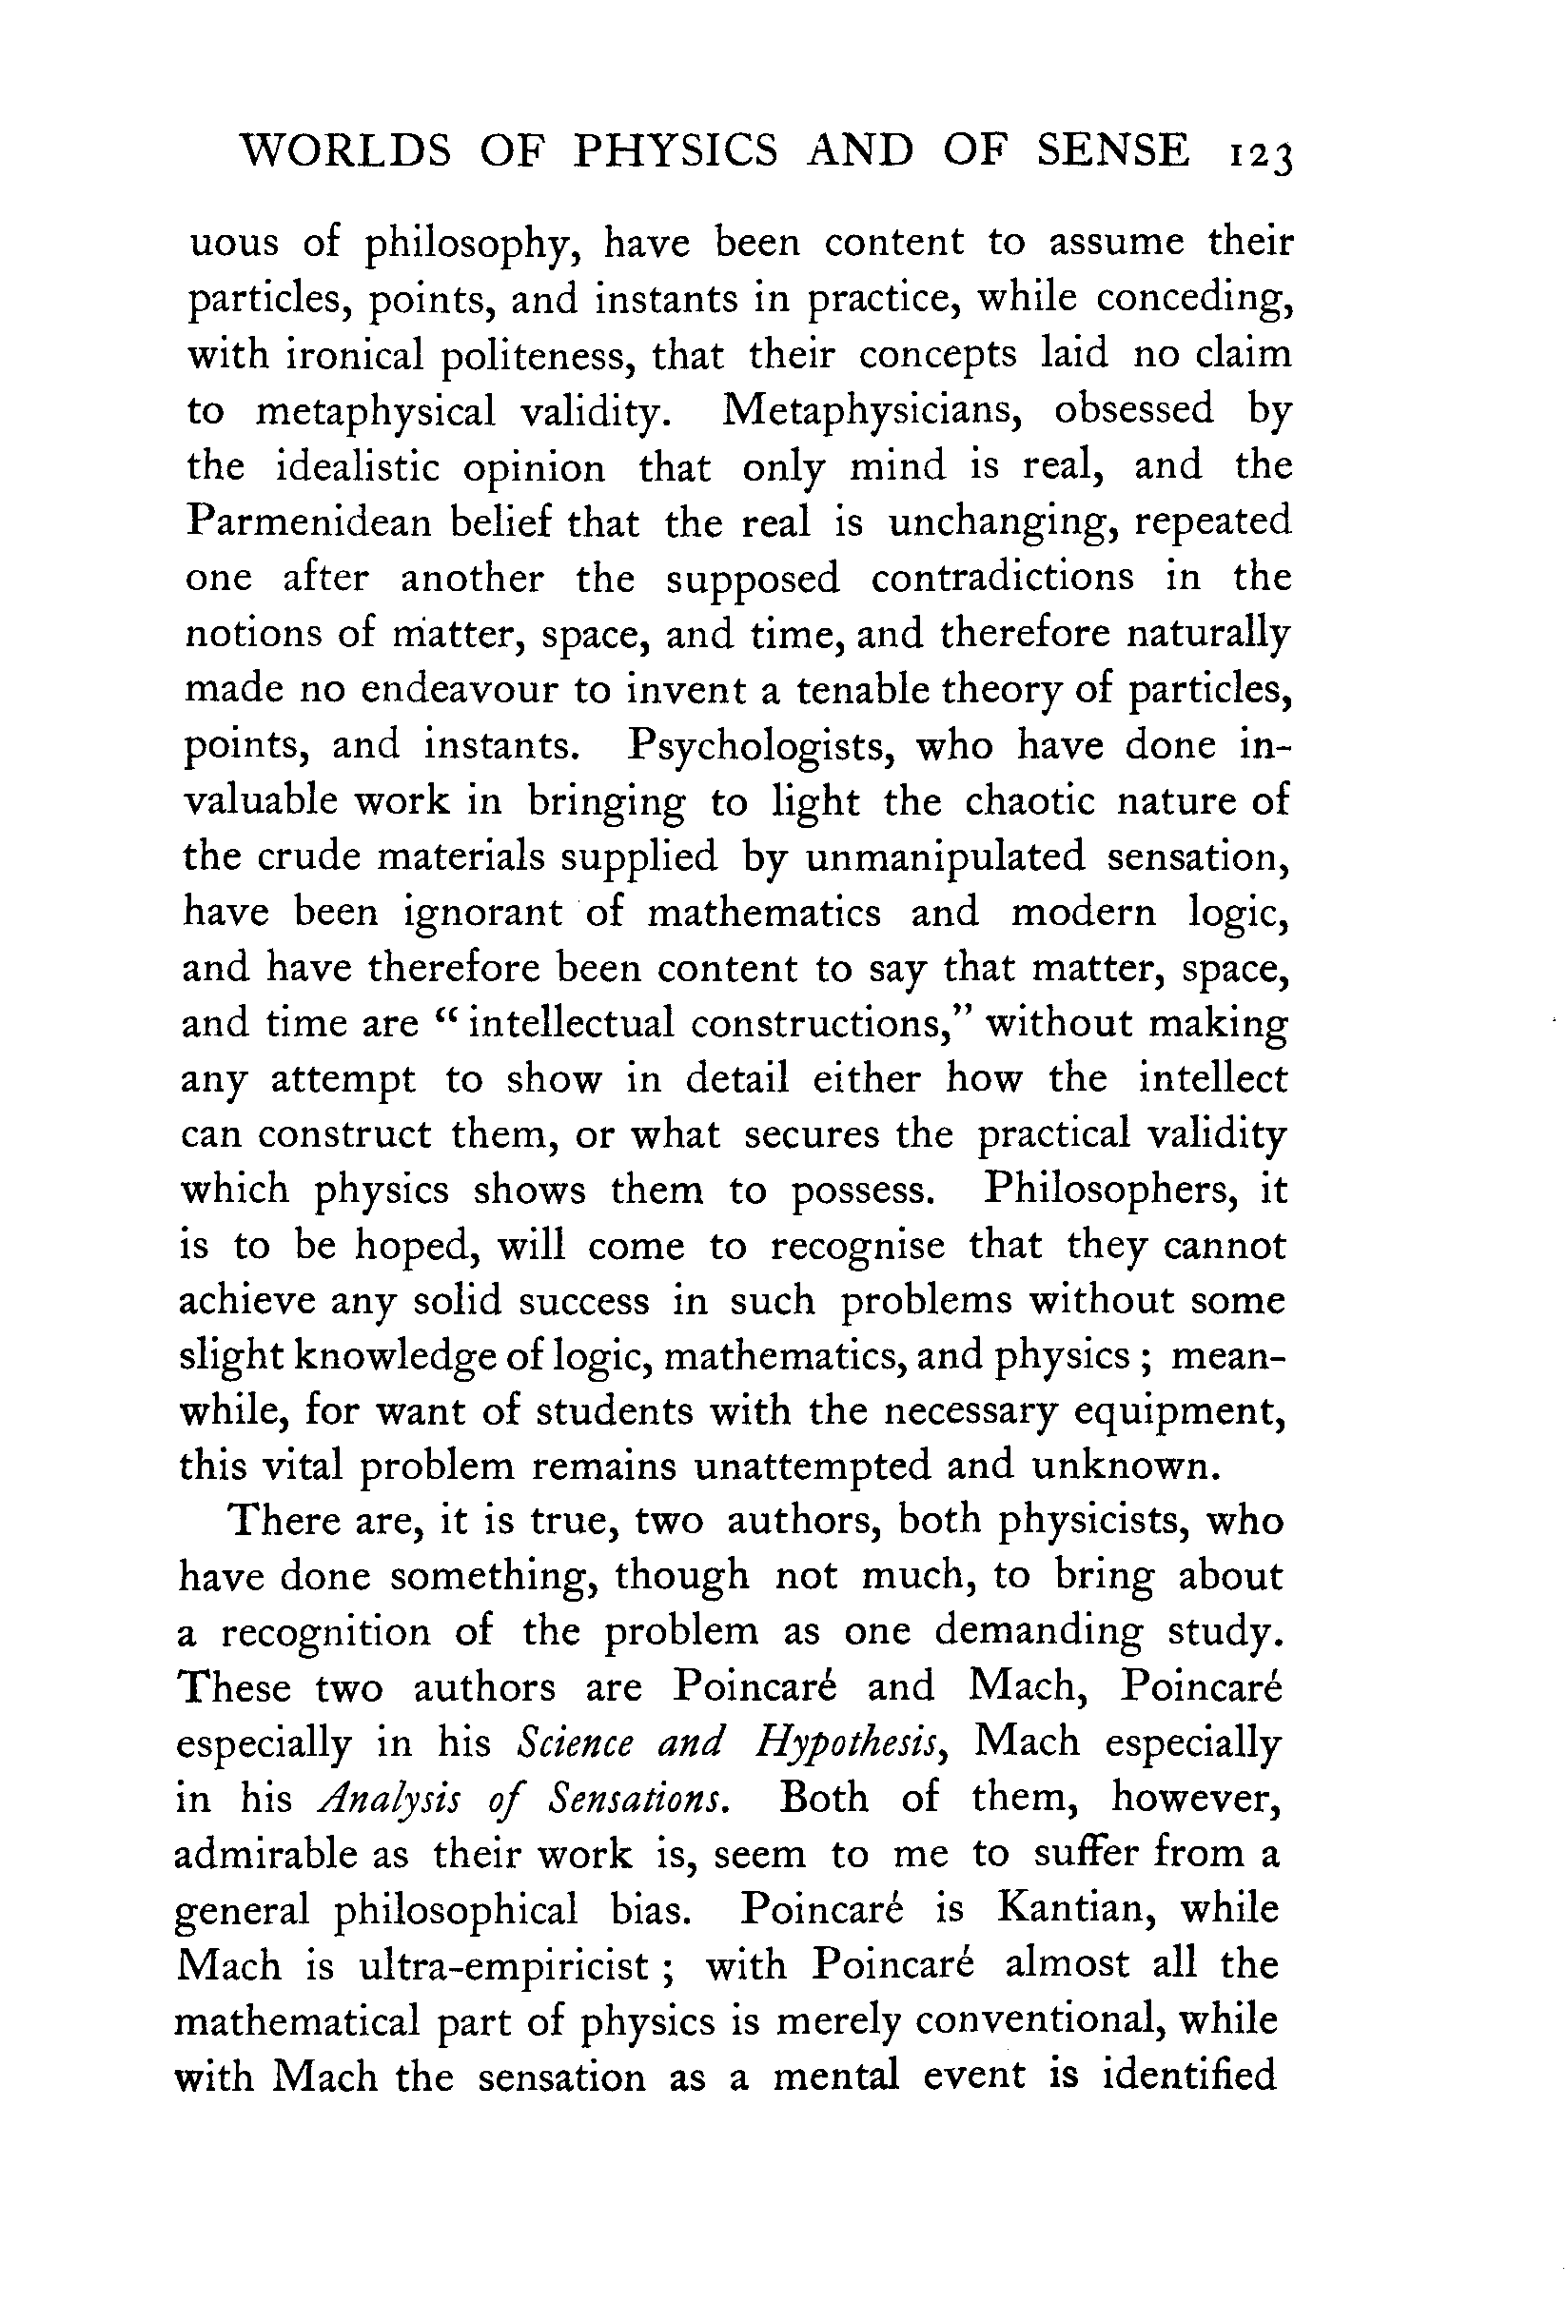 WORLDS OF PHYSICS AND OF SENSE 123
uous of philosophy, have been content to assume their
particles, points, and instants in practice, while conceding,
with ironical politeness, that their concepts laid no claim
to metaphysical validity. Metaphysicians, obsessed by
the idealistic opinion that only mind is real, and the
Parmenidean belief that the real is unchanging, repeated
one after another the supposed contradictions in the
notions of matter, space, and time, and therefore naturally
made no endeavour to invent a tenable theory of particles,
points, and instants. Psychologists, who have done in-
valuable work in bringing to light the chaotic nature of
the crude materials supplied by unmanipulated sensation,
have been ignorant of mathematics and modern logic,
and have therefore been content to say that matter, space,
and time are “ intellectual constructions,” without making
any attempt to show in detail either how the intellect
can construct them, or what secures the practical validity
which physics shows them to possess. Philosophers, it
is to be hoped, will come to recognise that they cannot
achieve any solid success in such problems without some
slight knowledge of logic, mathematics, and physics ; mean-
while, for want of students with the necessary equipment,
this vital problem remains unattempted and unknown.
There are, it is true, two authors, both physicists, who
have done something, though not much, to bring about
a recognition of the problem as one demanding study.
These two authors are Poincaré and Mach, Poincaré
especially in his Science and Hypothesis, Mach especially
in his Analysis of Sensations. Both of them, however,
admirable as their work is, seem to me to suffer from a
general philosophical bias. Poincaré is Kantian, while
Mach is ultra-empiricist ; with Poincaré almost all the
mathematical part of physics is merely conventional, while
with Mach the sensation as a mental event is identified